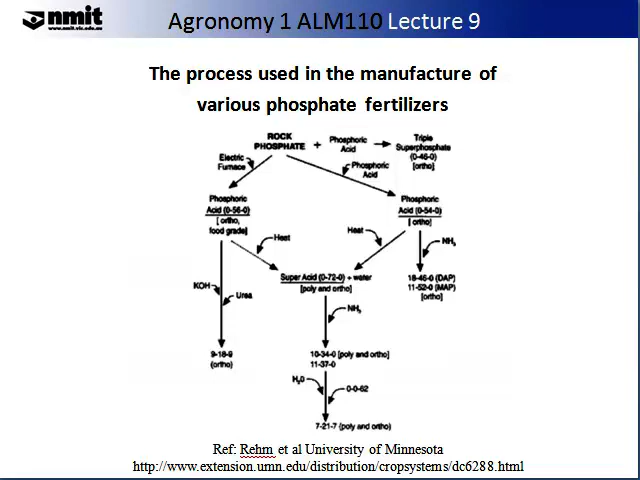 nmit
www.nmit.vic.edu.au
Agronomy 1 ALM110 Lecture 9
The process used in the manufacture of
various phosphate fertilizers
ROCK
PHOSPHATE
+
Phosphoric
Acid
Triple
Superphosphate
(0-46-0)
[ortho]
Electric
Furnace
Phosphoric
Acid
Phosphoric
Acid (0-56-0)
[ortho,
food grade]
Phosphoric
Acid (0-54-0)
[ortho]
Heat
Heat
NH₃
Super Acid (0-72-0) + water
[poly and ortho]
18-46-0 (DAP)
11-52-0 (MAP)
[ortho]
KOH
Urea
NH₃
9-18-9
(ortho)
10-34-0 [poly and ortho]
11-37-0
H₂O
0-0-62
7-21-7 (poly and ortho)
Ref: Rehm et al University of Minnesota
http://www.extension.umn.edu/distribution/cropsystems/dc6288.html